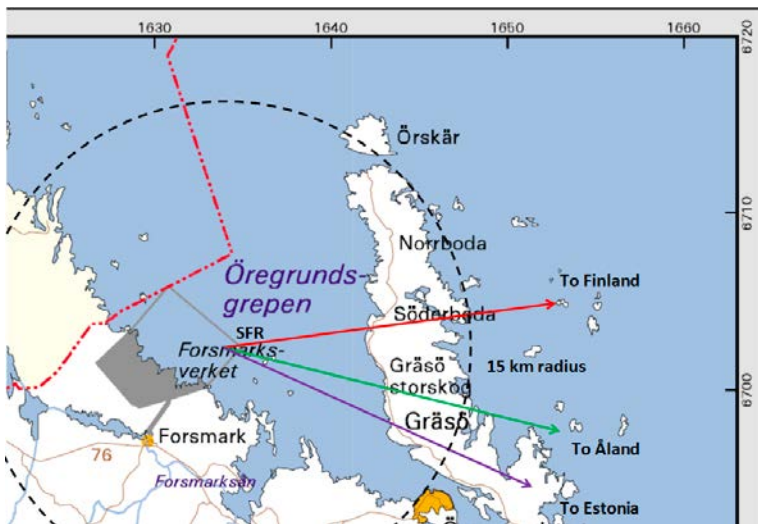 1630
1640
1650
1660
6720
Örskär
6710
Norrboda
Öregrunds-
grepen
To Finland
Söderboda
SFR
Forsmarks-
verket
15 km radius
Gräsö
storskog
6700
Gräsö
Forsmark
To Åland
76
Forsmarksån
To Estonia